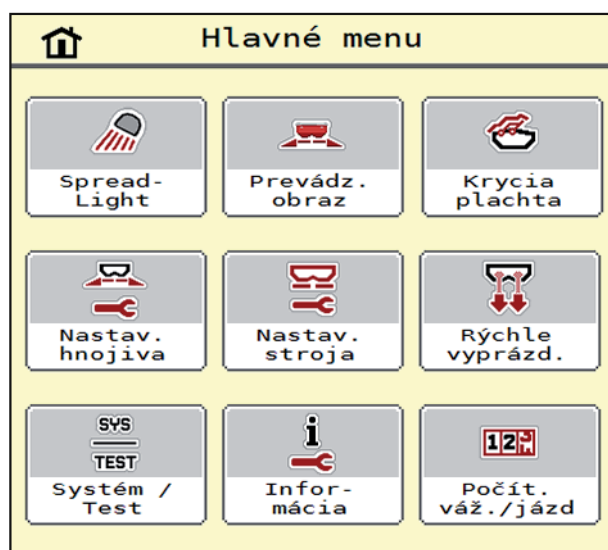 Hlavné menu
Spread-
Light
Prevádz.
obraz
Krycia
plachta
Nastav.
hnojiva
Nastav.
stroja
Rýchle
vyprázd.
SYS
TEST
Systém /
Test
i
Infor-
mácia
12
Počít.
váž./jázd